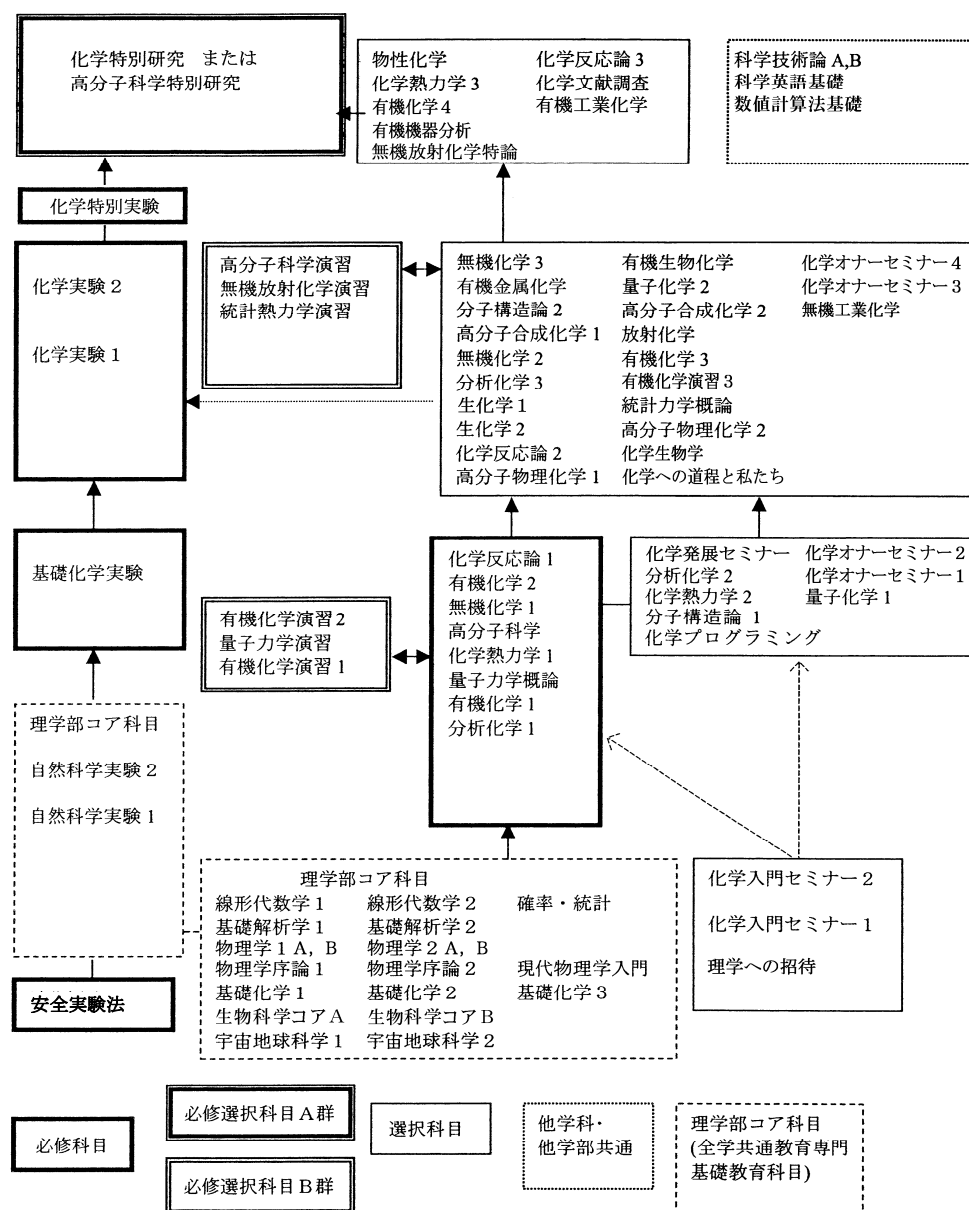 化学特別研究 または
高分子科学特別研究
物性化学 化学反応論 3
化学熱力学 3 化学文献調査
有機化学 4 有機工業化学
有機機器分析
無機放射化学特論
科学技術論 A,B
科学英語基礎
数値計算法基礎
化学特別実験
化学実験 2
化学実験 1
高分子科学演習
無機放射化学演習
統計熱力学演習
無機化学 3 有機生物化学 化学オナーセミナー 4
有機金属化学 量子化学 2 化学オナーセミナー 3
分子構造論 2 高分子合成化学 2 無機工業化学
高分子合成化学 1 放射化学
無機化学 2 有機化学 3
分析化学 3 有機化学演習 3
生化学 1 統計力学概論
生化学 2 高分子物理化学 2
化学反応論 2 化学生物学
高分子物理化学 1 化学への道程と私たち
基礎化学実験
有機化学演習 2
量子力学演習
有機化学演習 1
化学反応論 1
有機化学 2
無機化学 1
高分子科学
化学熱力学 1
量子力学概論
有機化学 1
分析化学 1
化学発展セミナー 化学オナーセミナー 2
分析化学 2 化学オナーセミナー 1
化学熱力学 2 量子化学 1
分子構造論 1
化学プログラミング
理学部コア科目
自然科学実験 2
自然科学実験 1
安全実験法
理学部コア科目
線形代数学 1 線形代数学 2 確率・統計
基礎解析学 1 基礎解析学 2
物理学 1 A, B 物理学 2 A, B
物理学序論 1 物理学序論 2 現代物理学入門
基礎化学 1 基礎化学 2 基礎化学 3
生物科学コア A 生物科学コア B
宇宙地球科学 1 宇宙地球科学 2
化学入門セミナー 2
化学入門セミナー 1
理学への招待
必修科目
必修選択科目 A 群
必修選択科目 B 群
選択科目
他学科・
他学部共通
理学部コア科目
(全学共通教育専門
基礎教育科目)